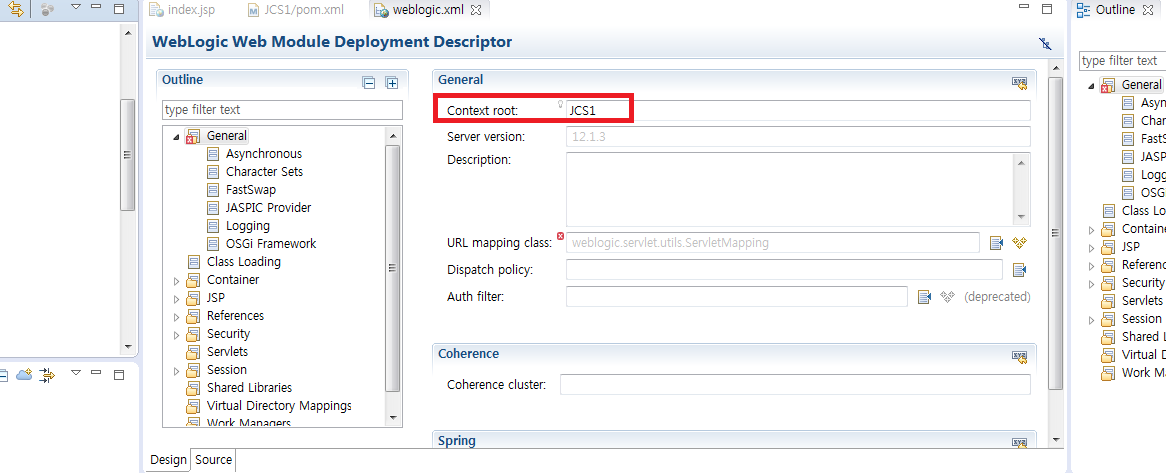 index.jsp
JCS1/pom.xml
weblogic.xml
Outline
WebLogic Web Module Deployment Descriptor
Outline
type filter text
General
Asynchronous
Character Sets
FastSwap
JASPIC Provider
Logging
OSGi Framework
Class Loading
Container
JSP
References
Security
Servlets
Session
Shared Libraries
Virtual Directory Mappings
Work Managers
General
Context root: JCS1
Server version: 12.1.3
Description:
URL mapping class: weblogic.servlet.utils.ServletMapping
Dispatch policy:
Auth filter: (deprecated)
Coherence
Coherence cluster:
Spring
Design Source
type filter text
General
Asyn
Char
FastS
JASP
Logg
OSG
Class Lo
Containe
JSP
Referenc
Security
Servlets
Session
Shared L
Virtual D
Work Ma